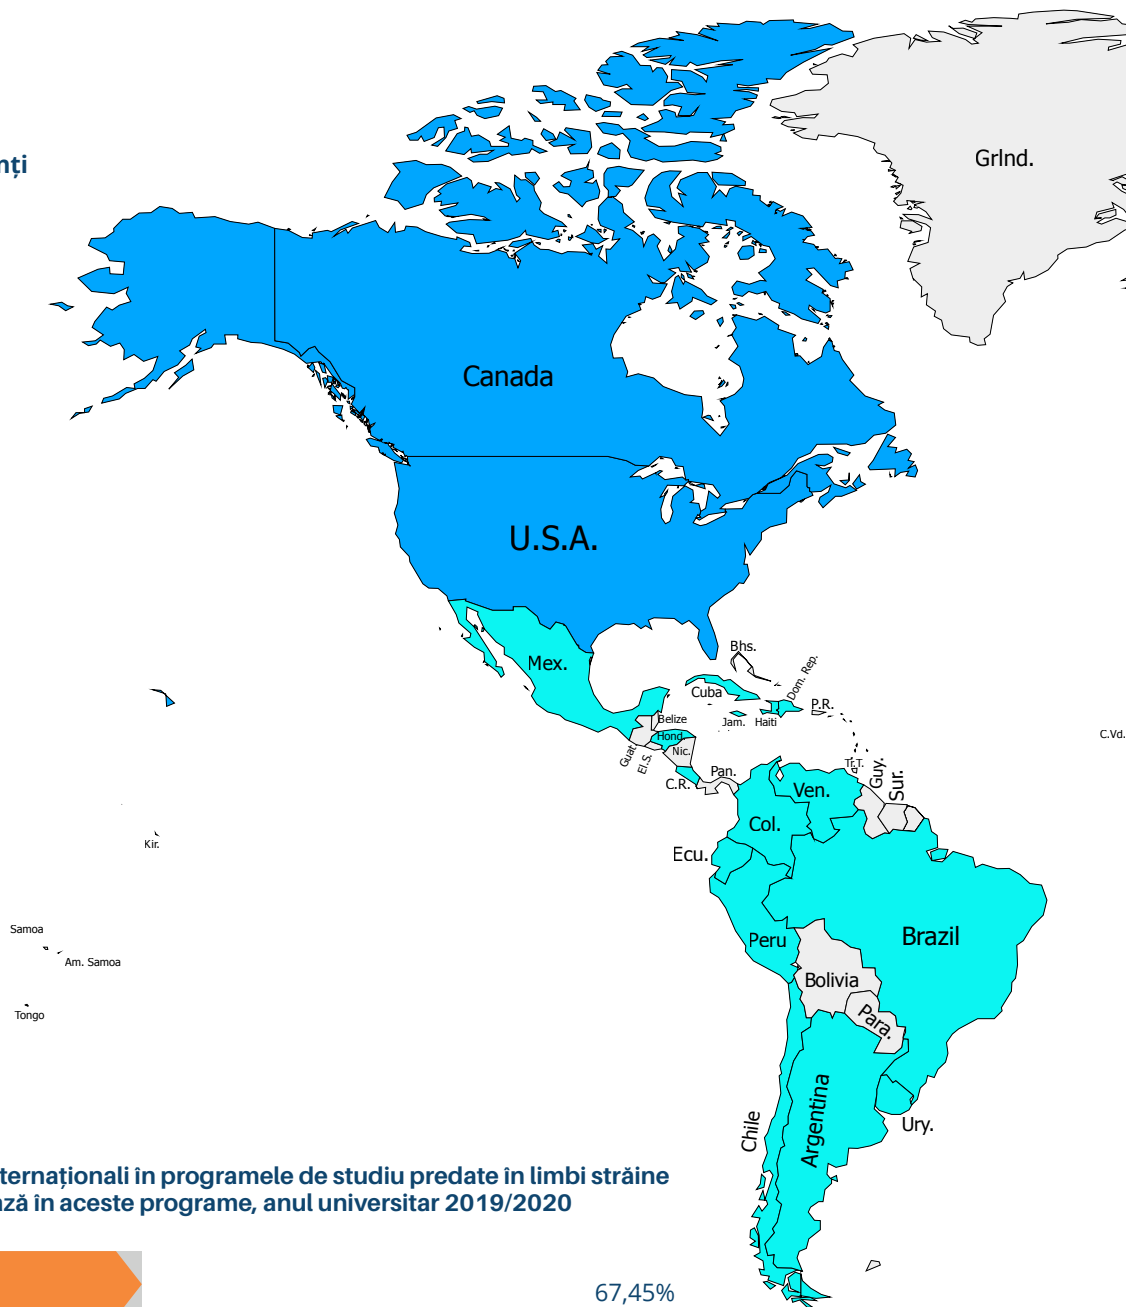 nți
Grlnd.
Canada
U.S.A.
Mex.
Bhs.
Cuba
Dom. Rep.
P.R.
Jam.
Haiti
Belize
Hond.
Guat
El.S.
Nic.
C.R.
Pan.
Tr.T.
Guy.
Sur.
C.Vd.
Ven.
Col.
Kir.
Ecu.
Samoa
Am. Samoa
Tongo
Peru
Brazil
Bolivia
Para.
Argentina
Chile
Ury.
ternaționali în programele de studiu predate în limbi străine
ază în aceste programe, anul universitar 2019/2020
67,45%